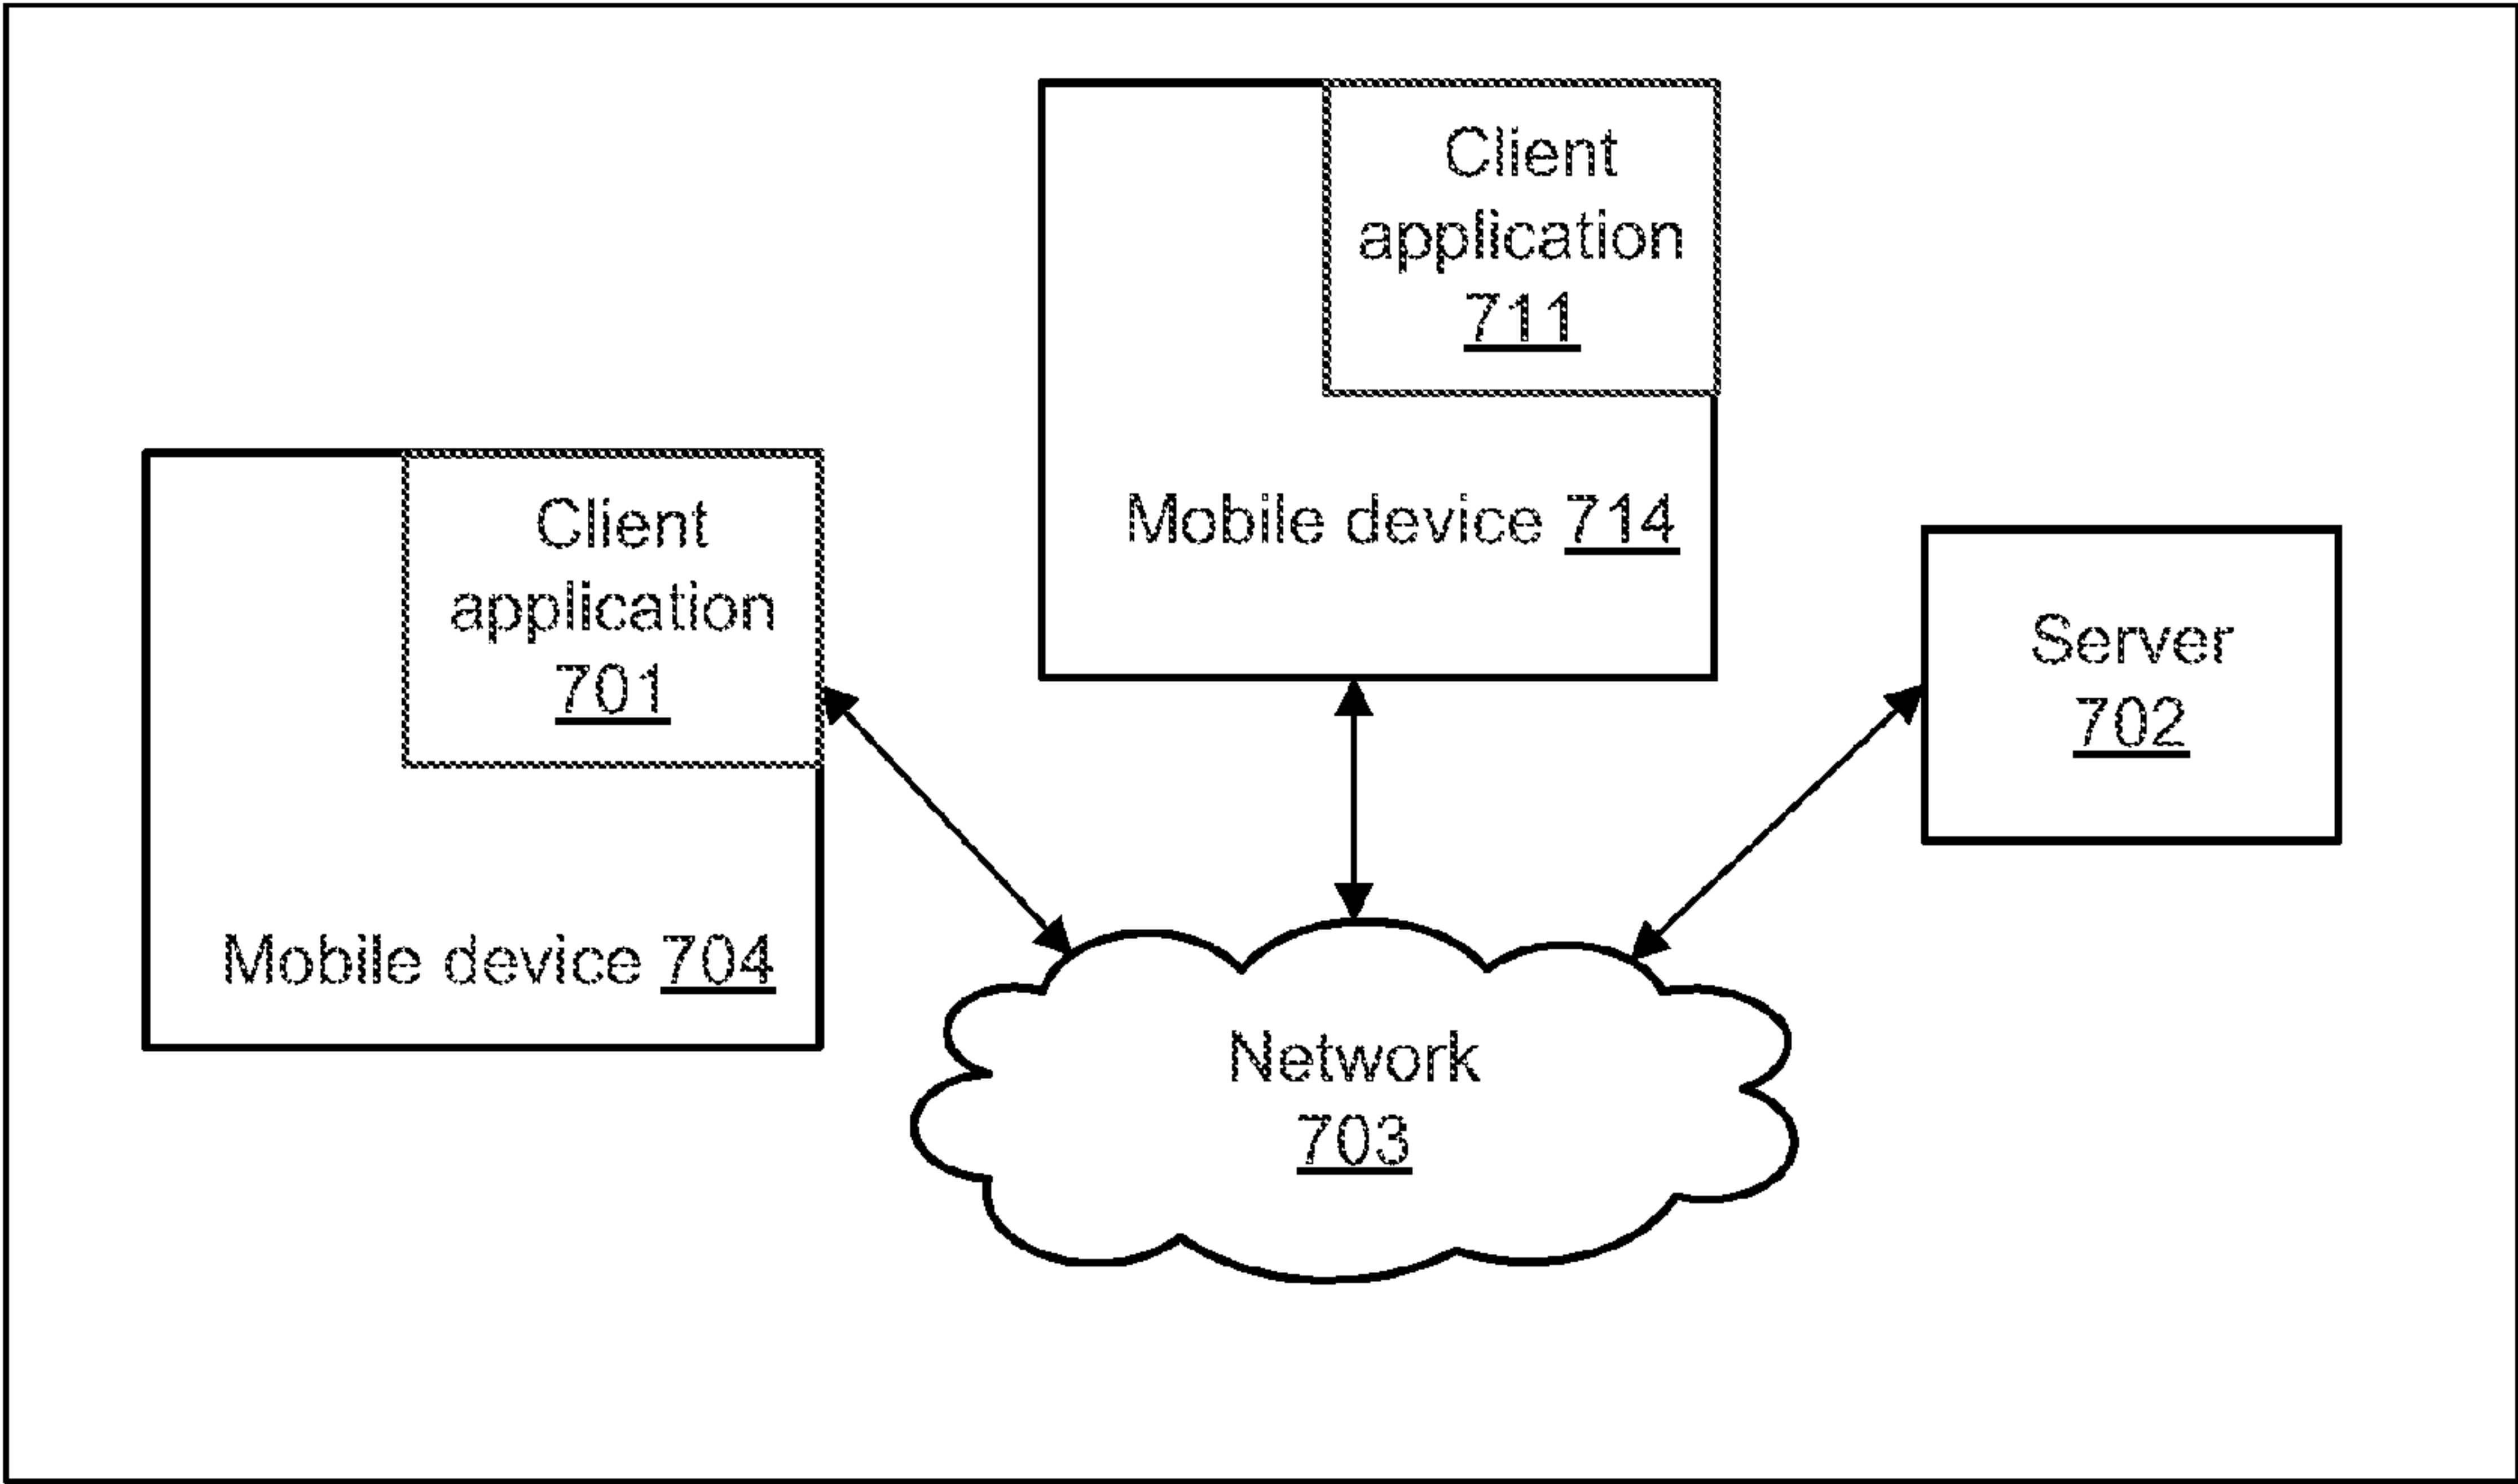 Client
application
711
Mobile device 714
Client
application
701
Mobile device 704
Server
702
Network
703